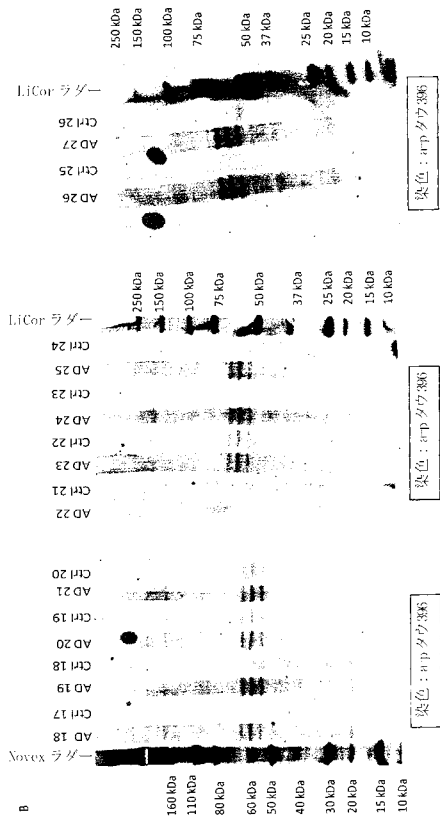 B
Novex ラダー
AD 18
Ctrl 17
AD 19
Ctrl 18
AD 20
Ctrl 19
AD 21
Ctrl 20
160 kDa
110 kDa
80 kDa
60 kDa
50 kDa
40 kDa
30 kDa
20 kDa
15 kDa
10 kDa
染色：arp タウ396
AD 22
Ctrl 21
AD 23
Ctrl 22
AD 24
Ctrl 23
AD 25
Ctrl 24
LiCor ラダー
250 kDa
150 kDa
100 kDa
75 kDa
50 kDa
37 kDa
25 kDa
20 kDa
15 kDa
10 kDa
染色：arp タウ396
AD 26
Ctrl 25
AD 27
Ctrl 26
LiCor ラダー
250 kDa
150 kDa
100 kDa
75 kDa
50 kDa
37 kDa
25 kDa
20 kDa
15 kDa
10 kDa
染色：arp タウ396